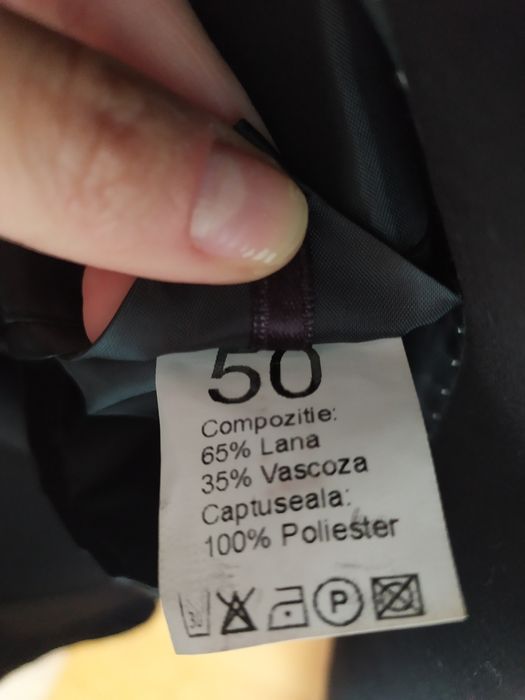 50
Compozitie:
65% Lana
35% Vascoza
Captuseala:
100% Poliester
P